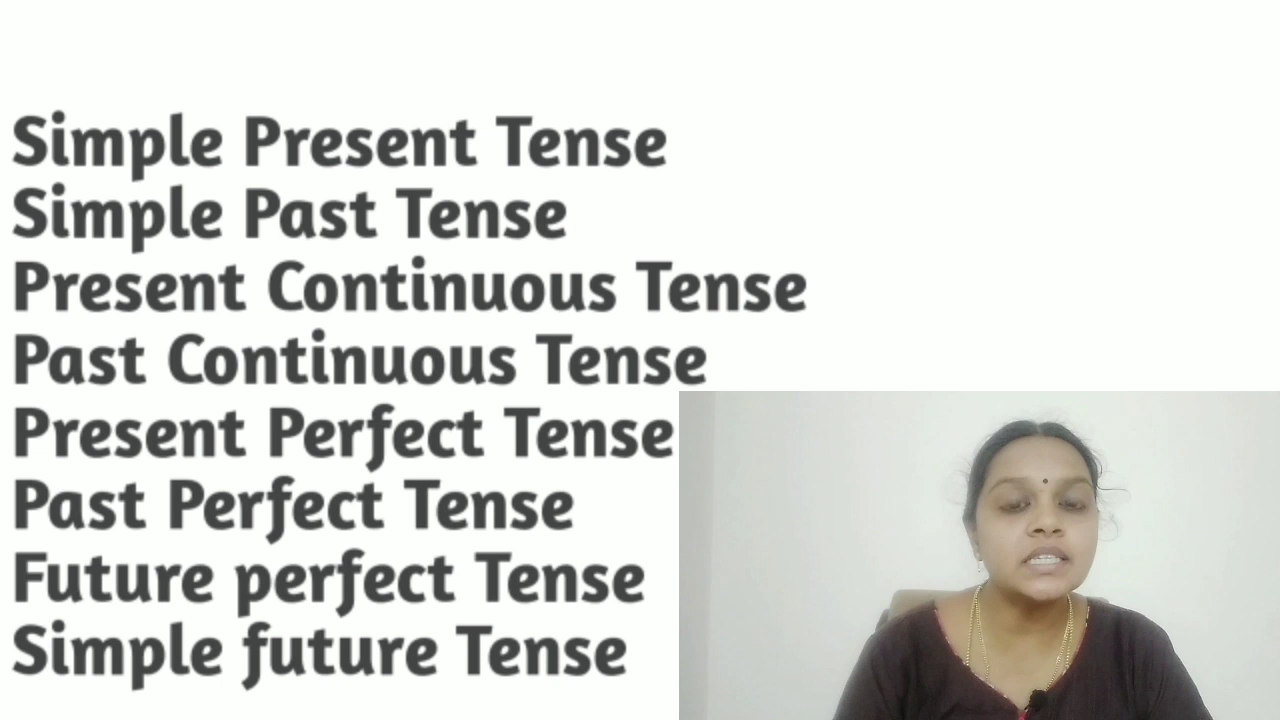 Simple Present Tense
Simple Past Tense
Present Continuous Tense
Past Continuous Tense
Present Perfect Tense
Past Perfect Tense
Future perfect Tense
Simple future Tense